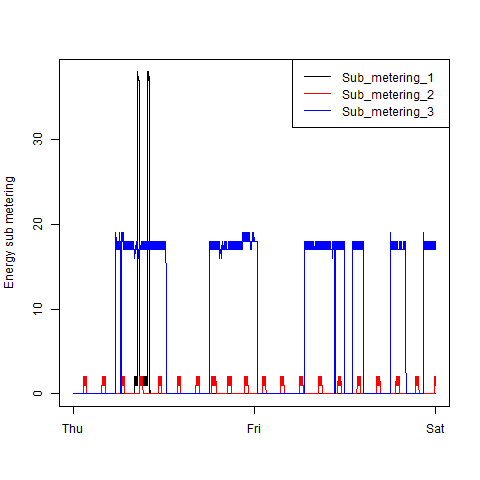 Sub_metering_1
Sub_metering_2
Sub_metering_3
Energy sub metering
30
20
10
0
Thu Fri Sat